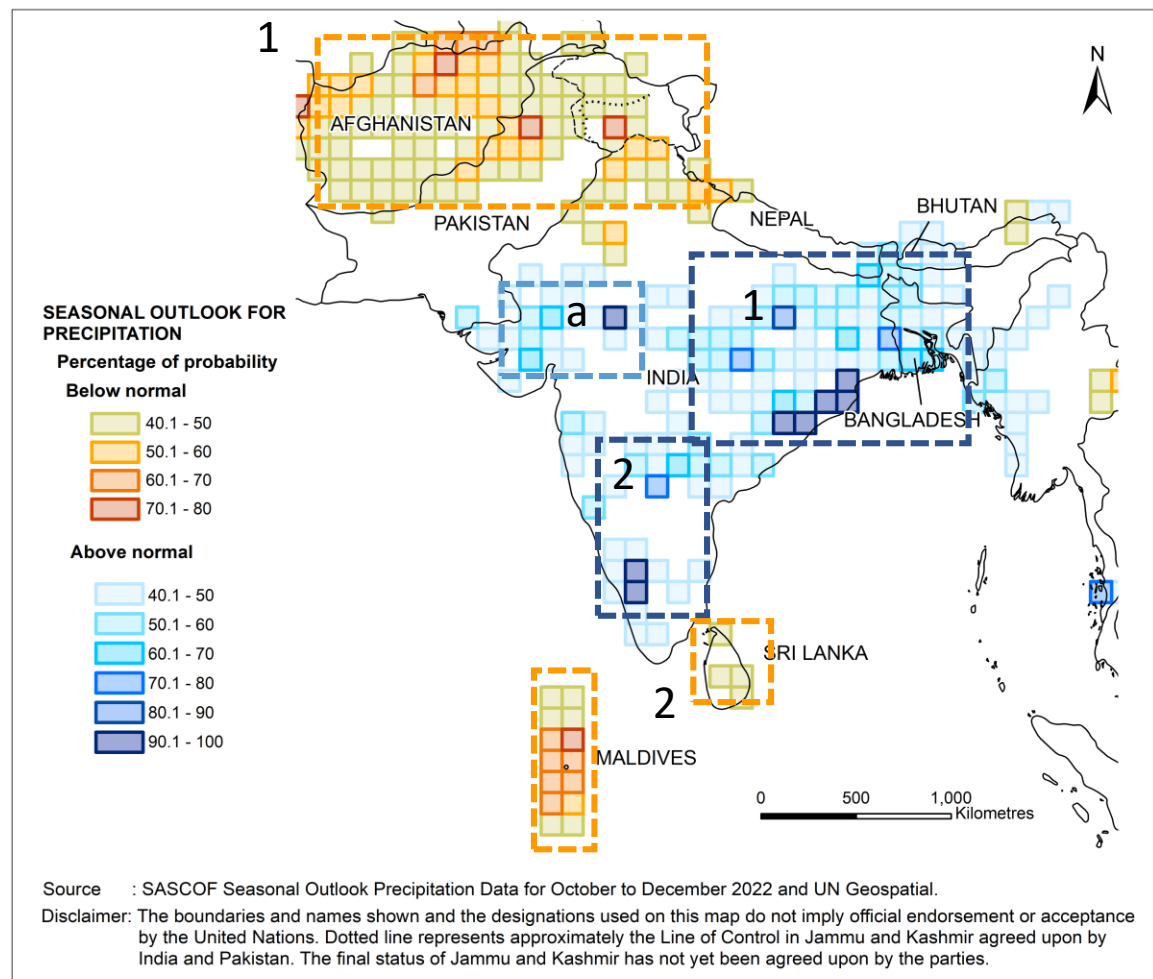 1
N
AFGHANISTAN
PAKISTAN
NEPAL
BHUTAN
SEASONAL OUTLOOK FOR
PRECIPITATION
Percentage of probability
Below normal
40.1 - 50
50.1 - 60
60.1 - 70
70.1 - 80
Above normal
40.1 - 50
50.1 - 60
60.1 - 70
70.1 - 80
80.1 - 90
90.1 - 100
a
1
INDIA
BANGLADESH
2
SRI LANKA
2
MALDIVES
0 500 1,000
Kilometres
Source : SASCOF Seasonal Outlook Precipitation Data for October to December 2022 and UN Geospatial.
Disclaimer: The boundaries and names shown and the designations used on this map do not imply official endorsement or acceptance
by the United Nations. Dotted line represents approximately the Line of Control in Jammu and Kashmir agreed upon by
India and Pakistan. The final status of Jammu and Kashmir has not yet been agreed upon by the parties.